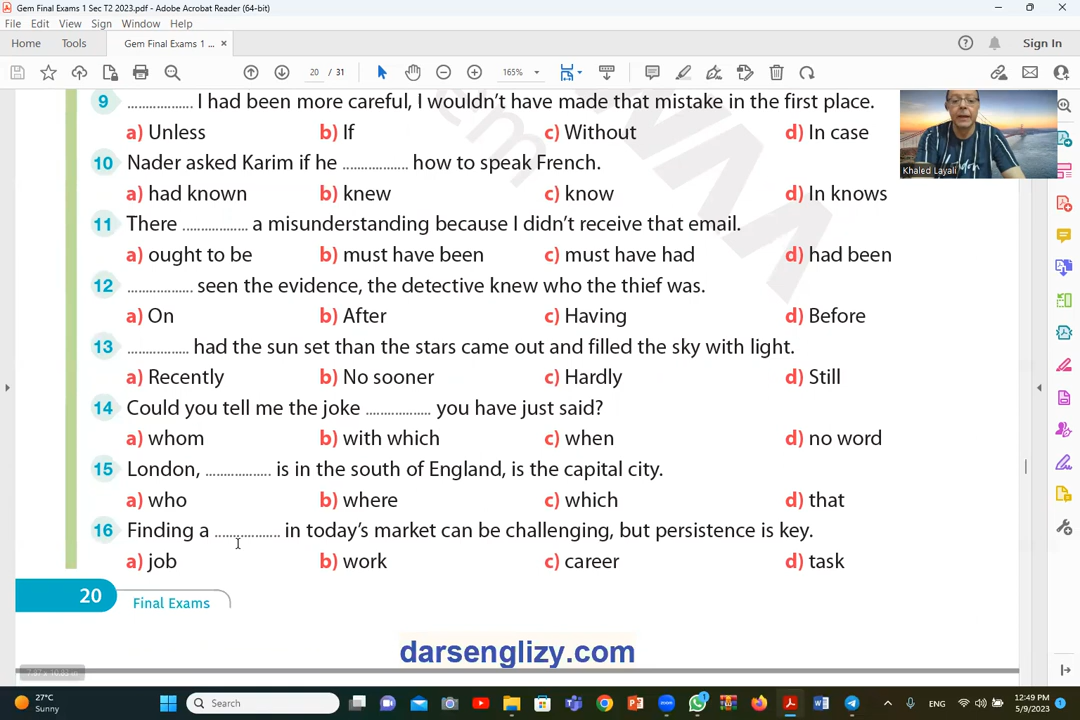 Gem Final Exams 1 Sec T2 2023.pdf - Adobe Acrobat Reader (64-bit)
File Edit View Sign Window Help
Home Tools Gem Final Exams 1 ... × Sign In
20 / 31 165%
9 ................. I had been more careful, I wouldn't have made that mistake in the first place.
a) Unless b) If c) Without d) In case
10 Nader asked Karim if he ................. how to speak French.
a) had known b) knew c) know d) In knows
11 There ................. a misunderstanding because I didn't receive that email.
a) ought to be b) must have been c) must have had d) had been
12 ................. seen the evidence, the detective knew who the thief was.
a) On b) After c) Having d) Before
13 ................ had the sun set than the stars came out and filled the sky with light.
a) Recently b) No sooner c) Hardly d) Still
14 Could you tell me the joke ................. you have just said?
a) whom b) with which c) when d) no word
15 London, ................. is in the south of England, is the capital city.
a) who b) where c) which d) that
16 Finding a ................. in today's market can be challenging, but persistence is key.
a) job b) work c) career d) task
20 Final Exams
darsenglizy.com
Khaled Layali
27°C
Sunny
Search
ENG
12:49 PM
5/9/2023